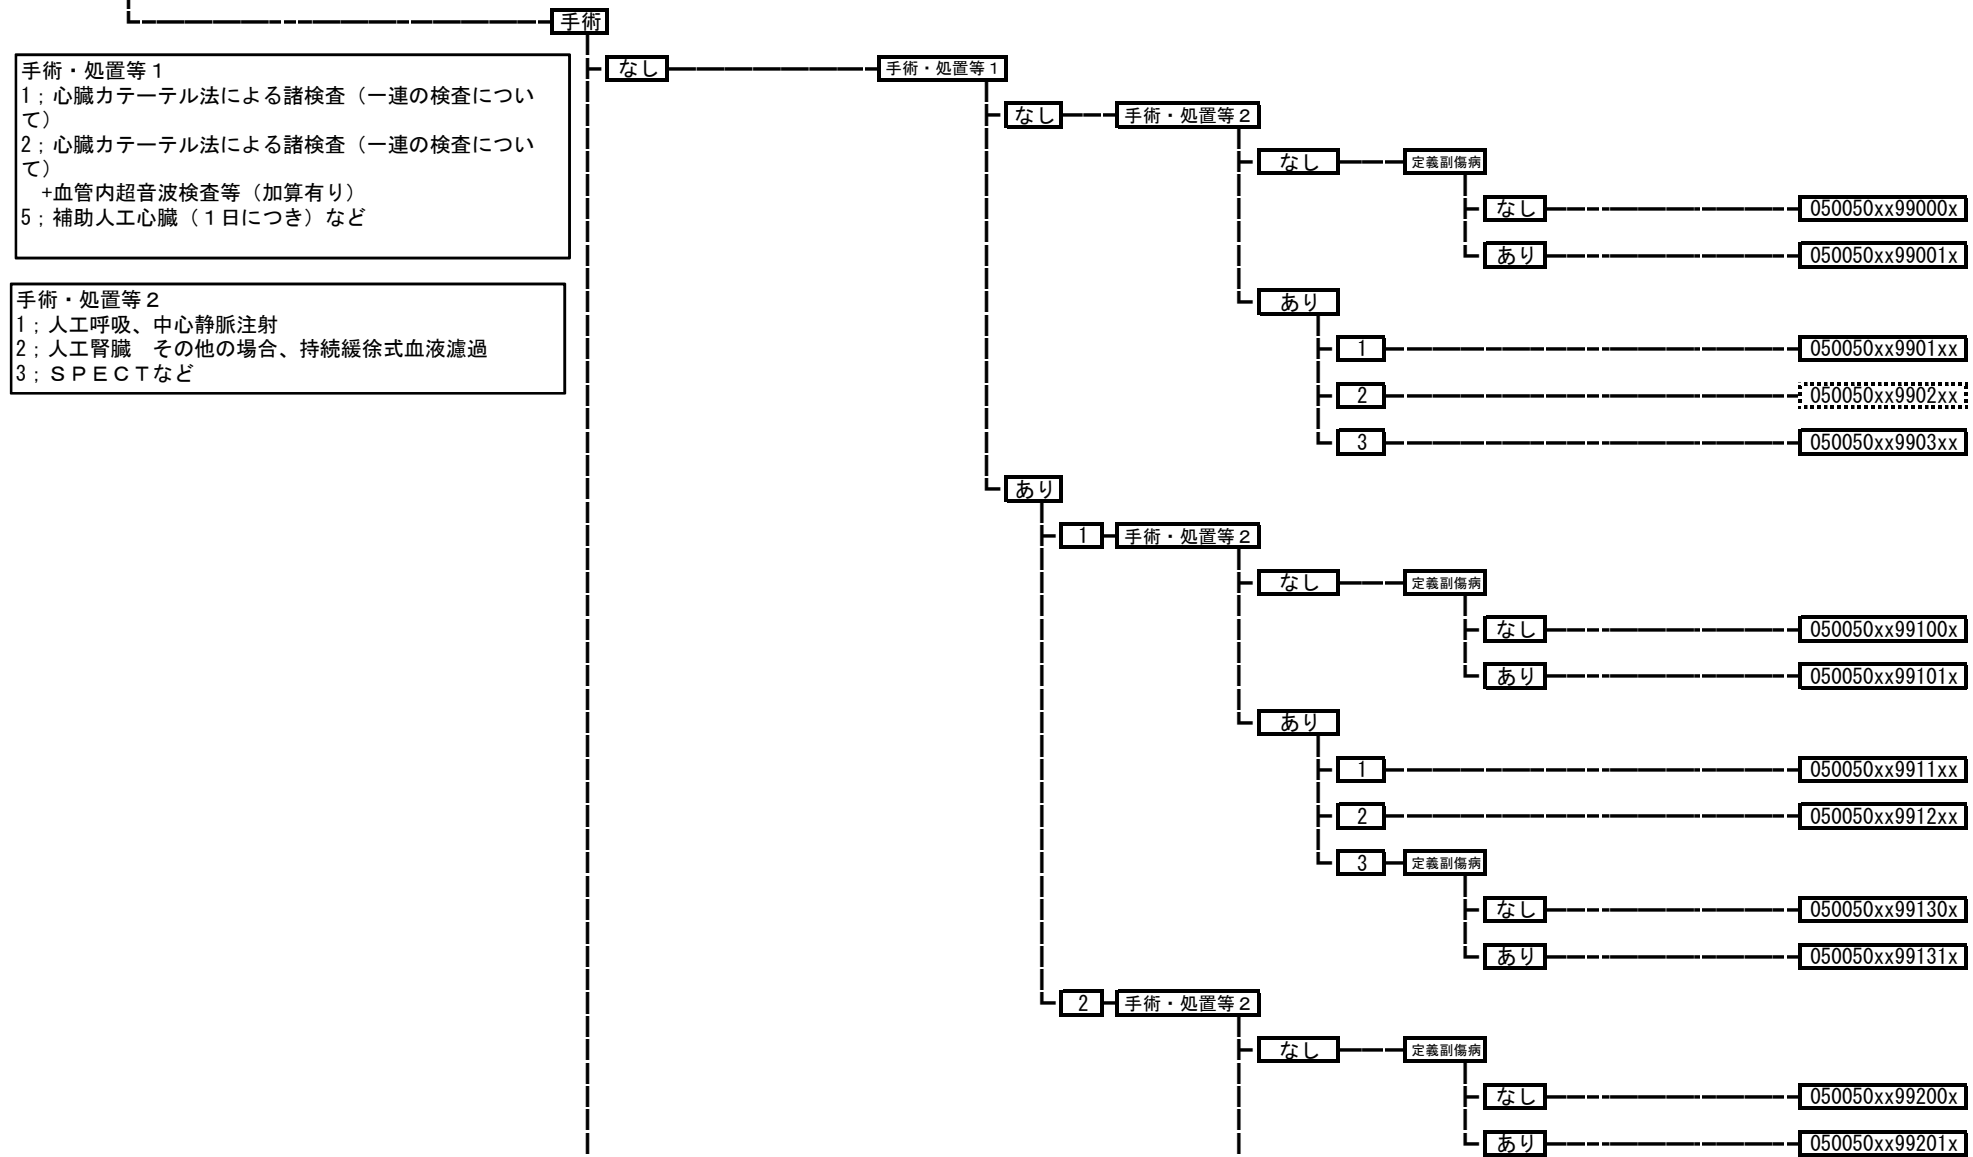 手術
手術・処置等1
1；心臓カテーテル法による諸検査（一連の検査につい
て）
2；心臓カテーテル法による諸検査（一連の検査につい
て）
+血管内超音波検査等（加算有り）
5；補助人工心臓（１日につき）など
手術・処置等２
1；人工呼吸、中心静脈注射
2；人工腎臓　その他の場合、持続緩徐式血液濾過
3；ＳＰＥＣＴなど
なし
手術・処置等１
なし
手術・処置等２
なし
定義副傷病
なし
050050xx99000x
あり
050050xx99001x
あり
1
050050xx9901xx
2
050050xx9902xx
3
050050xx9903xx
あり
1
手術・処置等２
なし
定義副傷病
なし
050050xx99100x
あり
050050xx99101x
あり
1
050050xx9911xx
2
050050xx9912xx
3
定義副傷病
なし
050050xx99130x
あり
050050xx99131x
2
手術・処置等２
なし
定義副傷病
なし
050050xx99200x
あり
050050xx99201x